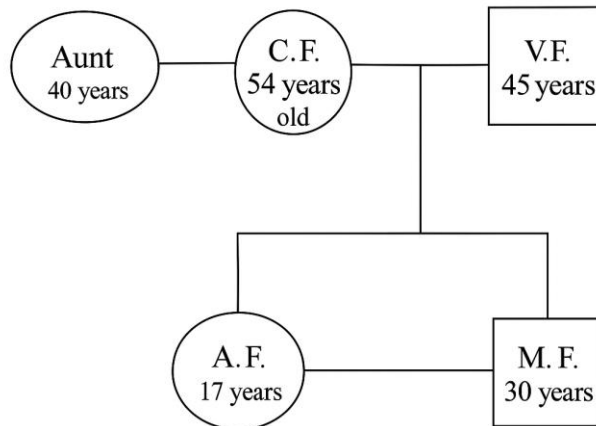 Aunt
40 years
C.F.
54 years
old
V.F.
45 years
A.F.
17 years
M.F.
30 years